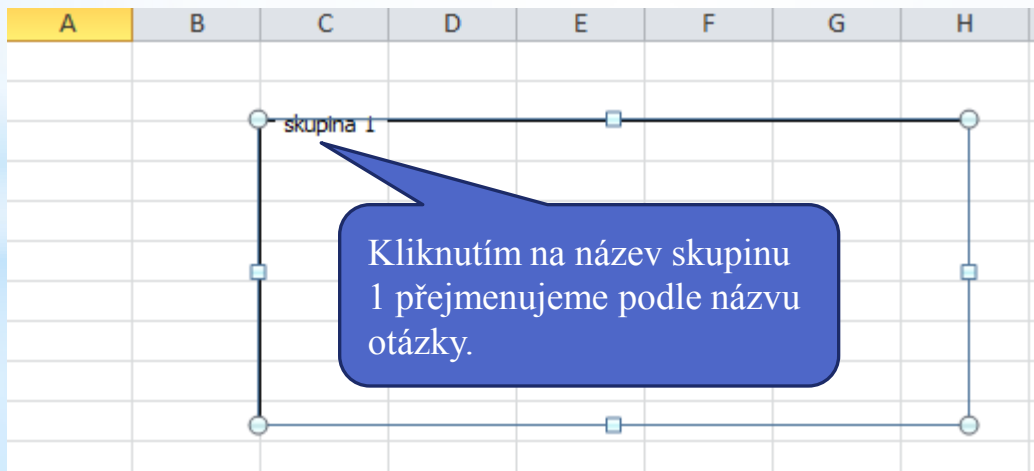 A B C D E F G H
skupina 1
Kliknutím na název skupinu
1 přejmenujeme podle názvu
otázky.